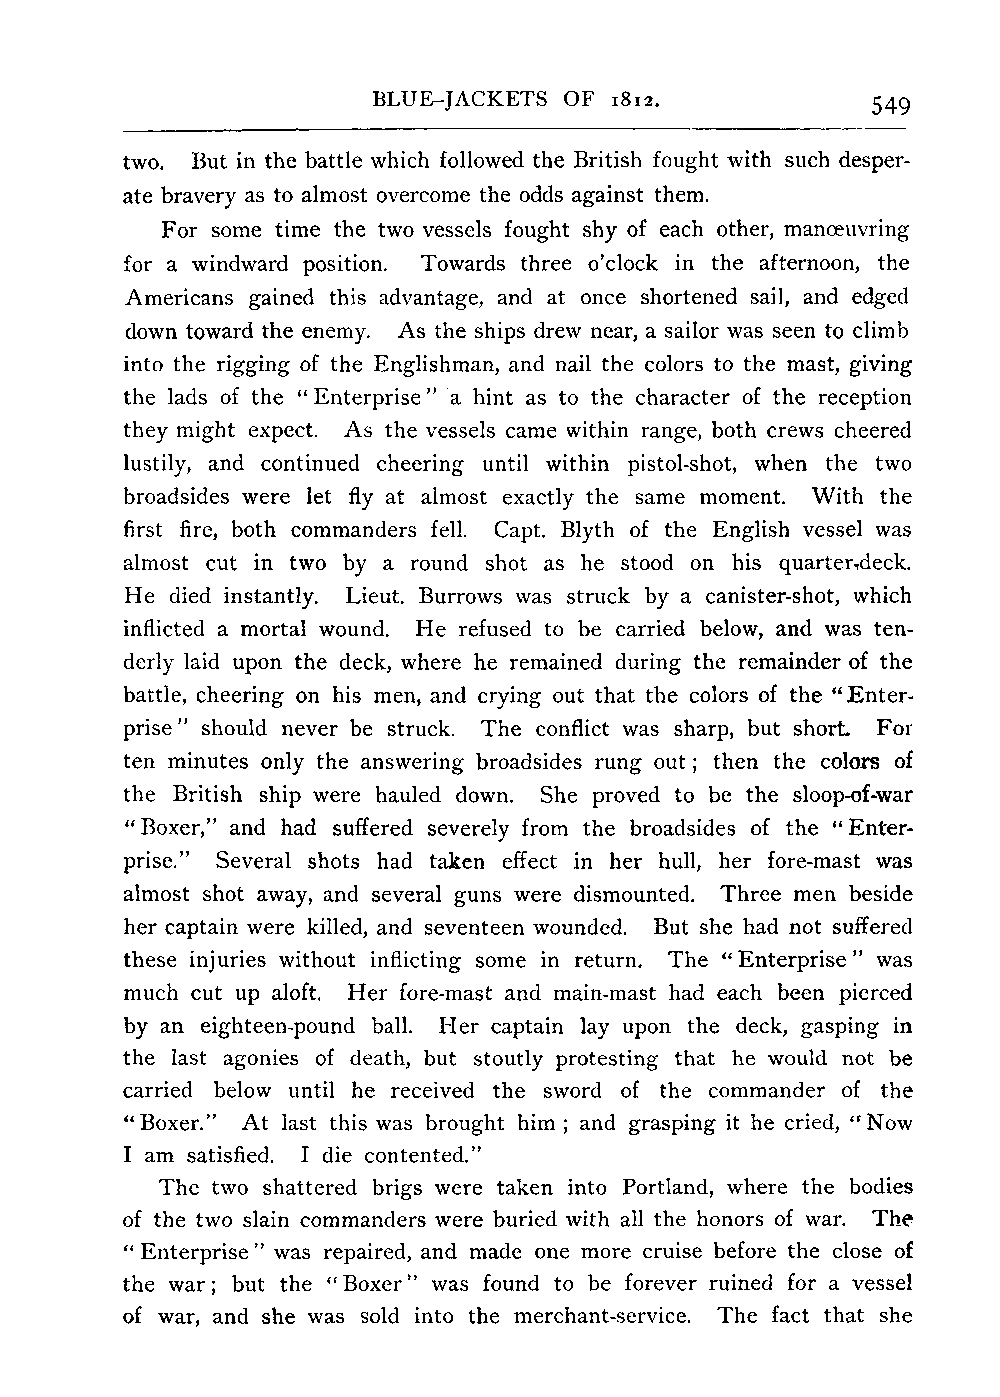 BLUE-JACKETS OF 1812. 549
two. But in the battle which followed the British fought with such desper-
ate bravery as to almost overcome the odds against them.
For some time the two vessels fought shy of each other, manœuvring
for a windward position. Towards three o'clock in the afternoon, the
Americans gained this advantage, and at once shortened sail, and edged
down toward the enemy. As the ships drew near, a sailor was seen to climb
into the rigging of the Englishman, and nail the colors to the mast, giving
the lads of the "Enterprise" a hint as to the character of the reception
they might expect. As the vessels came within range, both crews cheered
lustily, and continued cheering until within pistol-shot, when the two
broadsides were let fly at almost exactly the same moment. With the
first fire, both commanders fell. Capt. Blyth of the English vessel was
almost cut in two by a round shot as he stood on his quarter-deck.
He died instantly. Lieut. Burrows was struck by a canister-shot, which
inflicted a mortal wound. He refused to be carried below, and was ten-
derly laid upon the deck, where he remained during the remainder of the
battle, cheering on his men, and crying out that the colors of the "Enter-
prise" should never be struck. The conflict was sharp, but short. For
ten minutes only the answering broadsides rung out; then the colors of
the British ship were hauled down. She proved to be the sloop-of-war
"Boxer," and had suffered severely from the broadsides of the "Enter-
prise." Several shots had taken effect in her hull, her fore-mast was
almost shot away, and several guns were dismounted. Three men beside
her captain were killed, and seventeen wounded. But she had not suffered
these injuries without inflicting some in return. The "Enterprise" was
much cut up aloft. Her fore-mast and main-mast had each been pierced
by an eighteen-pound ball. Her captain lay upon the deck, gasping in
the last agonies of death, but stoutly protesting that he would not be
carried below until he received the sword of the commander of the
"Boxer." At last this was brought him; and grasping it he cried, "Now
I am satisfied. I die contented."
The two shattered brigs were taken into Portland, where the bodies
of the two slain commanders were buried with all the honors of war. The
"Enterprise" was repaired, and made one more cruise before the close of
the war; but the "Boxer" was found to be forever ruined for a vessel
of war, and she was sold into the merchant-service. The fact that she